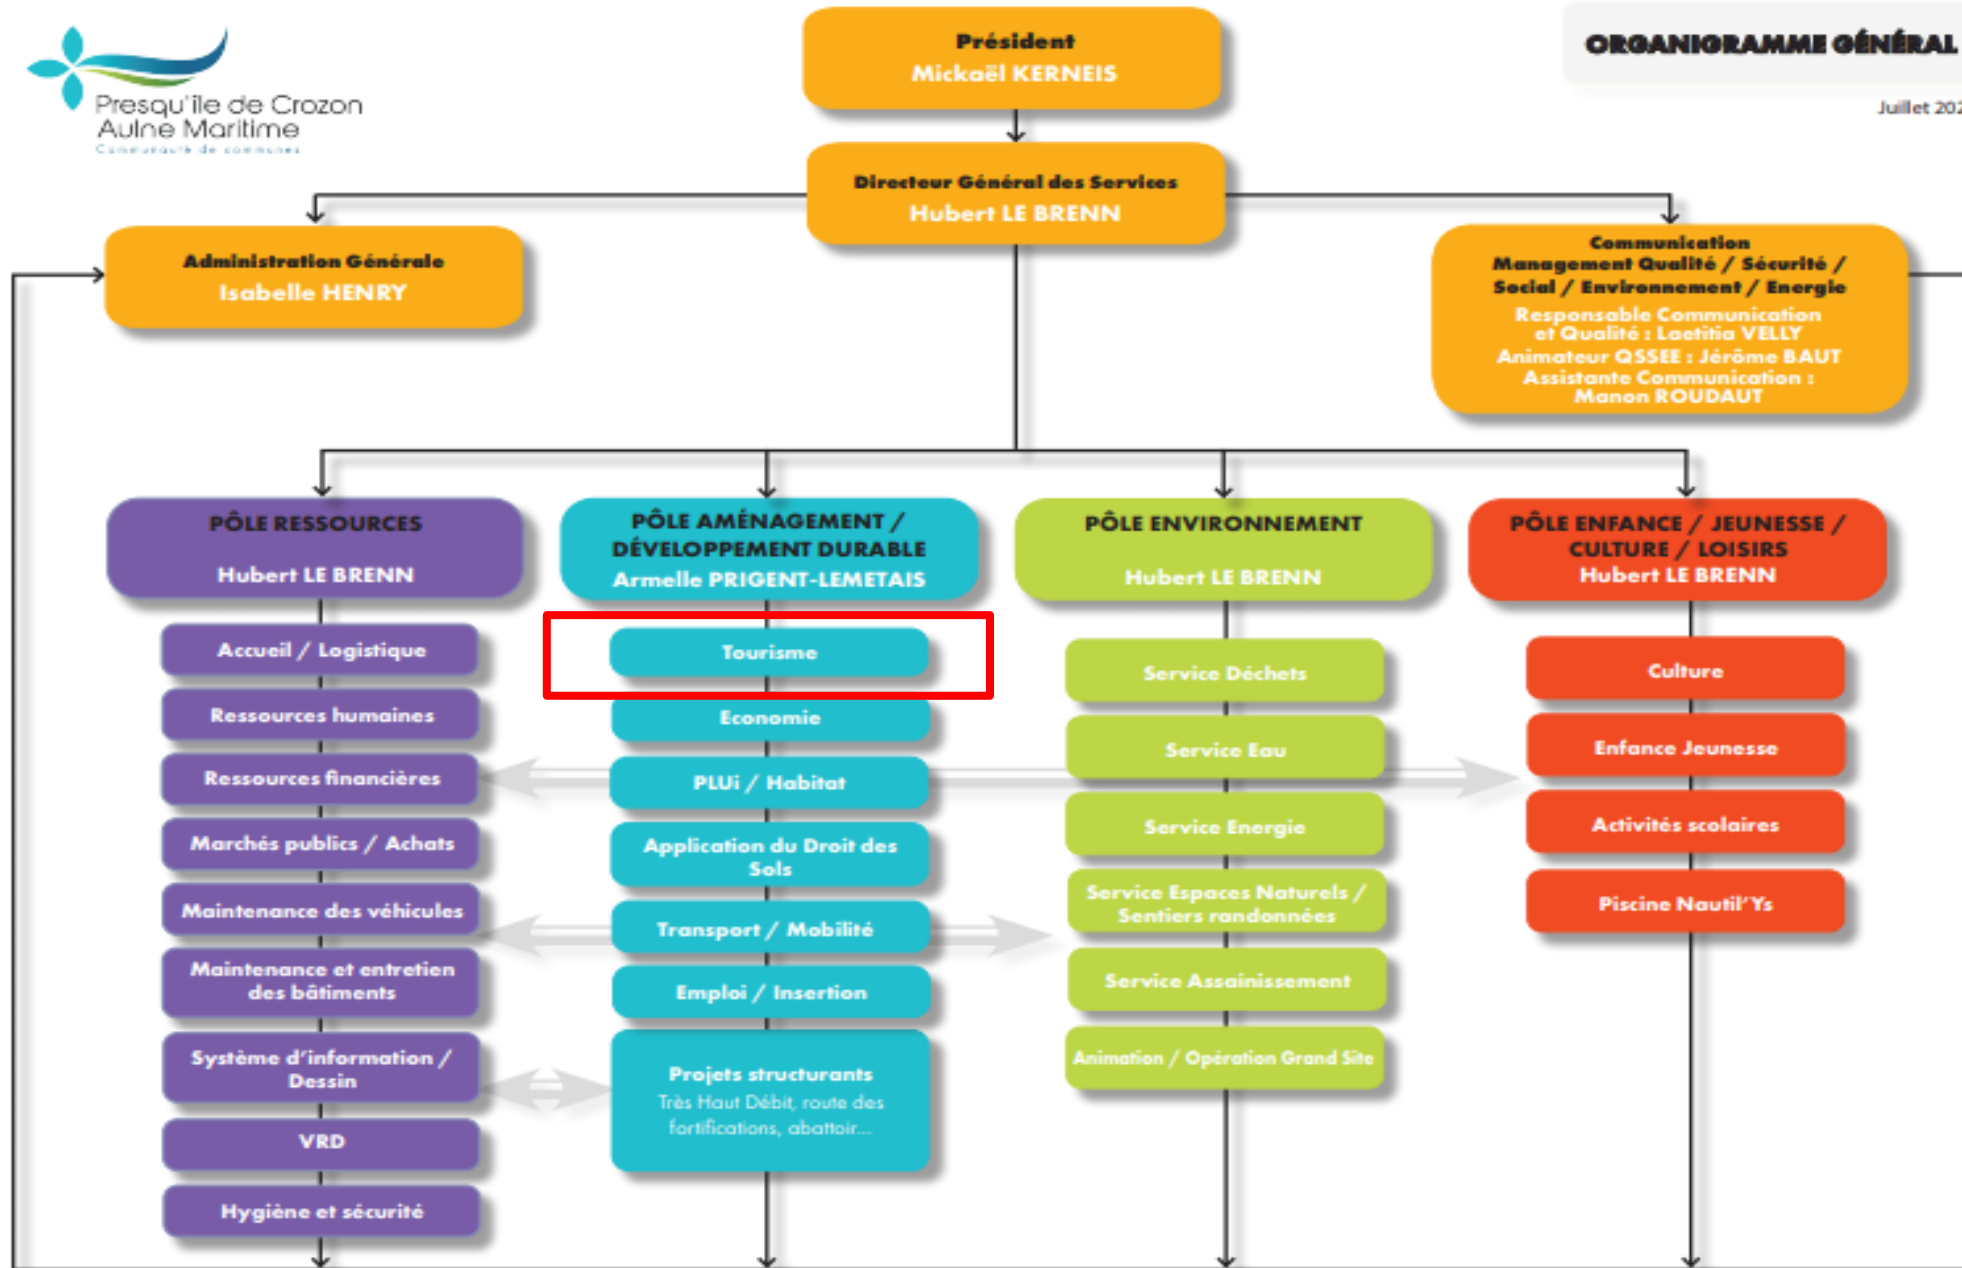 Presqu'île de Crozon
Aulne Maritime
Communauté de communes
Président
Mickaël KERNEIS
ORGANIGRAMME GÉNÉRAL
Juillet 202
Directeur Général des Services
Hubert LE BRENN
Administration Générale
Isabelle HENRY
Communication
Management Qualité / Sécurité /
Social / Environnement / Energie
Responsable Communication
et Qualité : Laetitia VELLY
Animateur QSSEE : Jérôme BAUT
Assistante Communication :
Manon ROUDAUT
PÔLE RESSOURCES
Hubert LE BRENN
Accueil / Logistique
Ressources humaines
Ressources financières
Marchés publics / Achats
Maintenance des véhicules
Maintenance et entretien
des bâtiments
Système d'information /
Dessin
VRD
Hygiène et sécurité
PÔLE AMÉNAGEMENT /
DÉVELOPPEMENT DURABLE
Armelle PRIGENT-LEMETAIS
Tourisme
Economie
PLUi / Habitat
Application du Droit des
Sols
Transport / Mobilité
Emploi / Insertion
Projets structurants
Très Haut Débit, route des
fortifications, abattoir...
PÔLE ENVIRONNEMENT
Hubert LE BRENN
Service Déchets
Service Eau
Service Energie
Service Espaces Naturels /
Sentiers randonnées
Service Assainissement
Animation / Opération Grand Site
PÔLE ENFANCE / JEUNESSE /
CULTURE / LOISIRS
Hubert LE BRENN
Culture
Enfance Jeunesse
Activités scolaires
Piscine Nautil'Ys